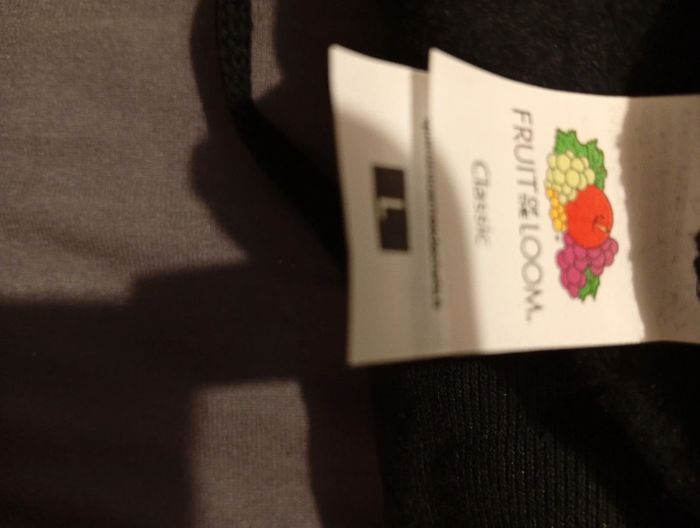 FRUIT OF THE LOOM
Classic
L